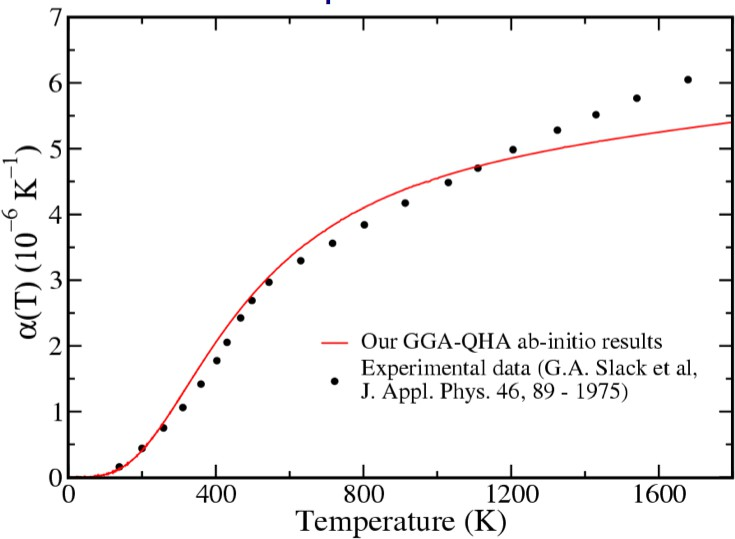 7
6
5
4
3
2
1
0
α(T) (10⁻⁶ K⁻¹)
Our GGA-QHA ab-initio results
Experimental data (G.A. Slack et al,
J. Appl. Phys. 46, 89 - 1975)
0 400 800 1200 1600
Temperature (K)